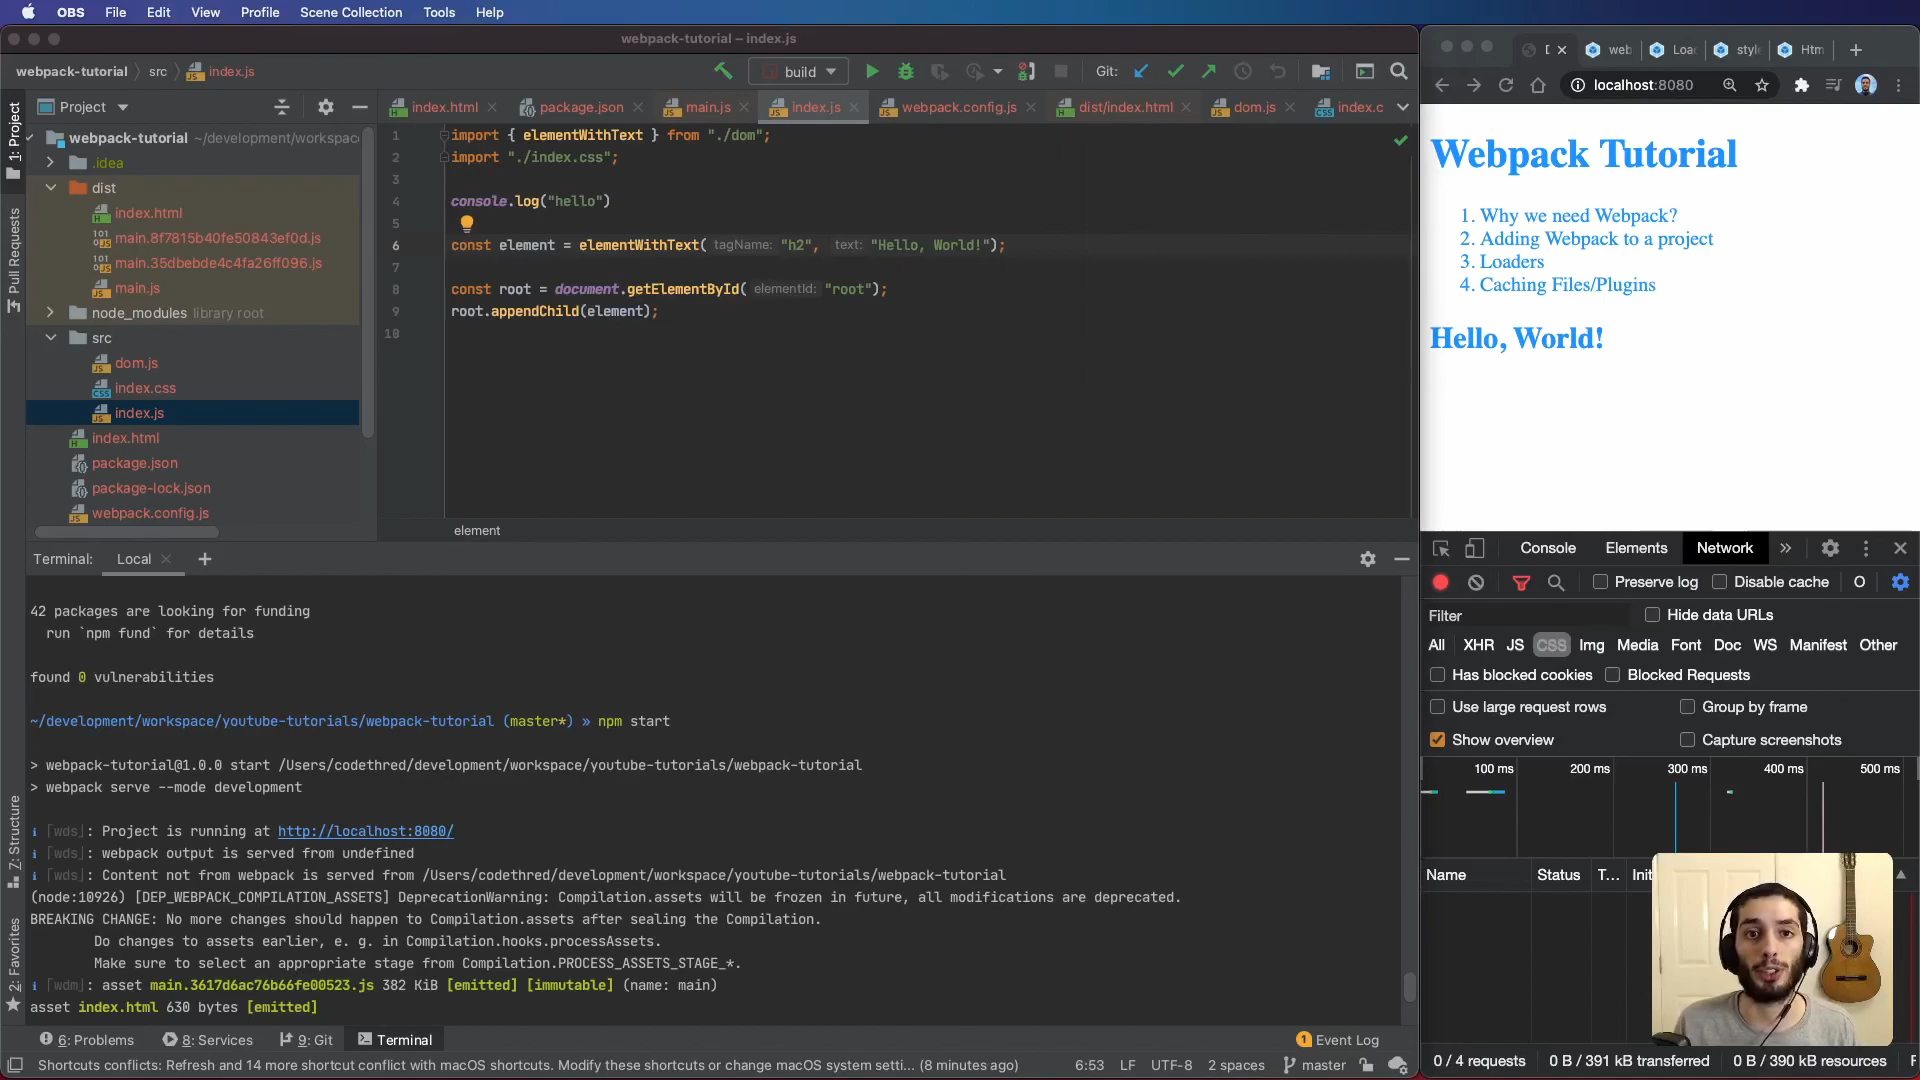 OBS File Edit View Profile Scene Collection Tools Help
webpack-tutorial – index.js
webpack-tutorial src index.js
build
Git:
localhost:8080
1: Project
Pull Requests
Z: Structure
2: Favorites
Project
webpack-tutorial ~/development/workspace
.idea
dist
index.html
main.8f7815b40fe50843ef0d.js
main.35dbebde4c4fa26ff096.js
main.js
node_modules library root
src
dom.js
index.css
index.js
index.html
package.json
package-lock.json
webpack.config.js
index.html package.json main.js index.js webpack.config.js dist/index.html dom.js index.c
1 import { elementWithText } from "./dom";
2 import "./index.css";
3
4 console.log("hello")
5
6 const element = elementWithText( tagName: "h2", text: "Hello, World!");
7
8 const root = document.getElementById( elementId: "root");
9 root.appendChild(element);
10
element
Terminal: Local
42 packages are looking for funding
run `npm fund` for details
found 0 vulnerabilities
~/development/workspace/youtube-tutorials/webpack-tutorial (master*) » npm start
> webpack-tutorial@1.0.0 start /Users/codethred/development/workspace/youtube-tutorials/webpack-tutorial
> webpack serve --mode development
i ｢wds｣: Project is running at http://localhost:8080/
i ｢wds｣: webpack output is served from undefined
i ｢wds｣: Content not from webpack is served from /Users/codethred/development/workspace/youtube-tutorials/webpack-tutorial
(node:10926) [DEP_WEBPACK_COMPILATION_ASSETS] DeprecationWarning: Compilation.assets will be frozen in future, all modifications are deprecated.
BREAKING CHANGE: No more changes should happen to Compilation.assets after sealing the Compilation.
Do changes to assets earlier, e. g. in Compilation.hooks.processAssets.
Make sure to select an appropriate stage from Compilation.PROCESS_ASSETS_STAGE_*.
i ｢wdm｣: asset main.3617d6ac76b66fe00523.js 382 KiB [emitted] [immutable] (name: main)
asset index.html 630 bytes [emitted]
6: Problems 8: Services 9: Git Terminal 1 Event Log
Shortcuts conflicts: Refresh and 14 more shortcut conflict with macOS shortcuts. Modify these shortcuts or change macOS system setti... (8 minutes ago) 6:53 LF UTF-8 2 spaces master
web Loa style Htm
Webpack Tutorial
1. Why we need Webpack?
2. Adding Webpack to a project
3. Loaders
4. Caching Files/Plugins
Hello, World!
Console Elements Network
Preserve log Disable cache O
Filter Hide data URLs
All XHR JS CSS Img Media Font Doc WS Manifest Other
Has blocked cookies Blocked Requests
Use large request rows Group by frame
Show overview Capture screenshots
100 ms 200 ms 300 ms 400 ms 500 ms
Name Status T... Init
0 / 4 requests 0 B / 391 kB transferred 0 B / 390 kB resources F